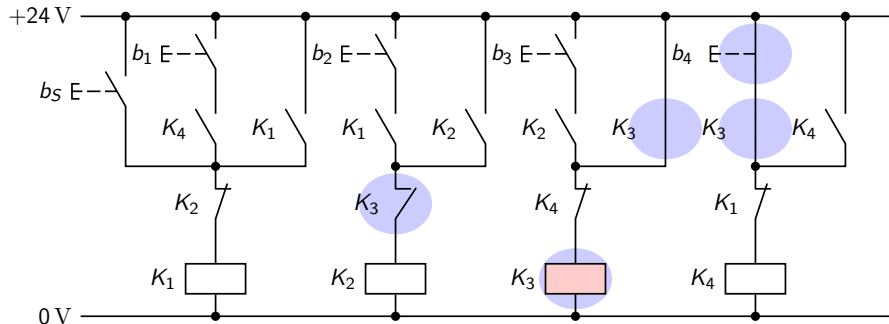 +24 V
b1 b2 b3 b4
bS
K4 K1 K1 K2 K2 K3 K3 K4
K2 K3 K4 K1
K1 K2 K3 K4
0 V